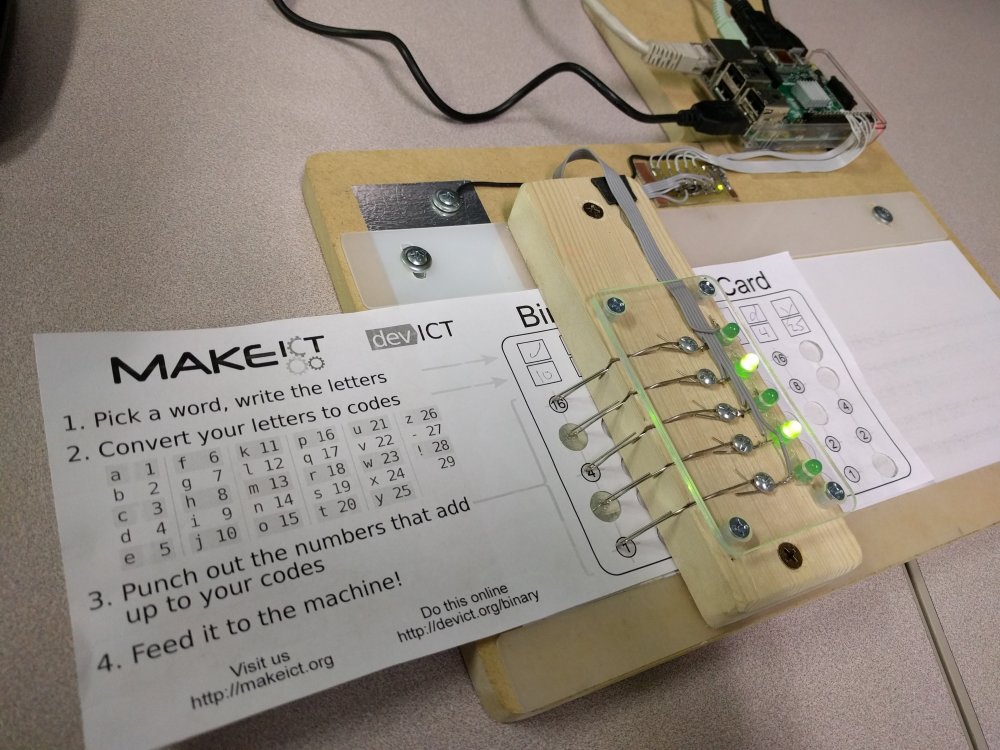 MAKEICT devICT
1. Pick a word, write the letters
2. Convert your letters to codes
a 1 f 6 k 11 p 16 u 21 z 26
b 2 g 7 l 12 q 17 v 22 - 27
c 3 h 8 m 13 r 18 w 23 ! 28
d 4 i 9 n 14 s 19 x 24 29
e 5 j 10 o 15 t 20 y 25
3. Punch out the numbers that add
up to your codes
4. Feed it to the machine!
Visit us
http://makeict.org
Do this online
http://devict.org/binary
Bin Card
j d y
10 4 25
16 16
8
4 4
2 2
1 1